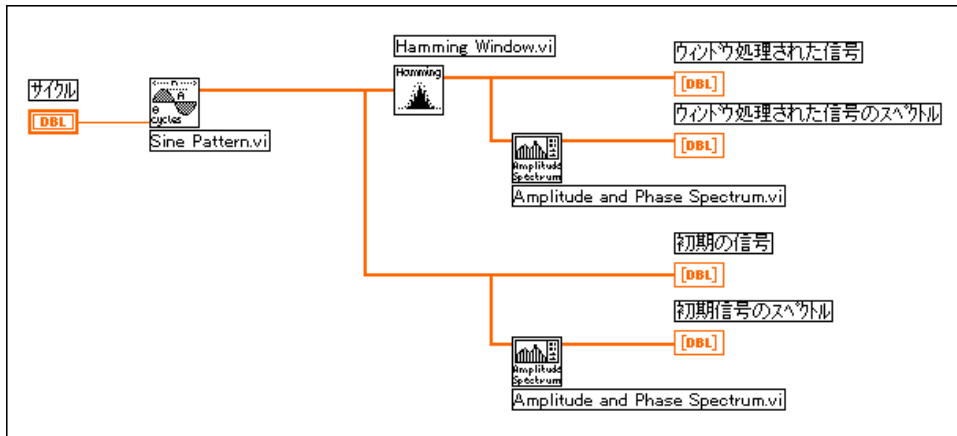 Hamming Window.vi
ウィンドウ処理された信号
Hamming
[DBL]
サイクル
DBL
n
A
θ
cycles
Sine Pattern.vi
ウィンドウ処理された信号のスペクトル
[DBL]
Amplitude
Spectrum
Amplitude and Phase Spectrum.vi
初期の信号
[DBL]
初期信号のスペクトル
[DBL]
Amplitude
Spectrum
Amplitude and Phase Spectrum.vi